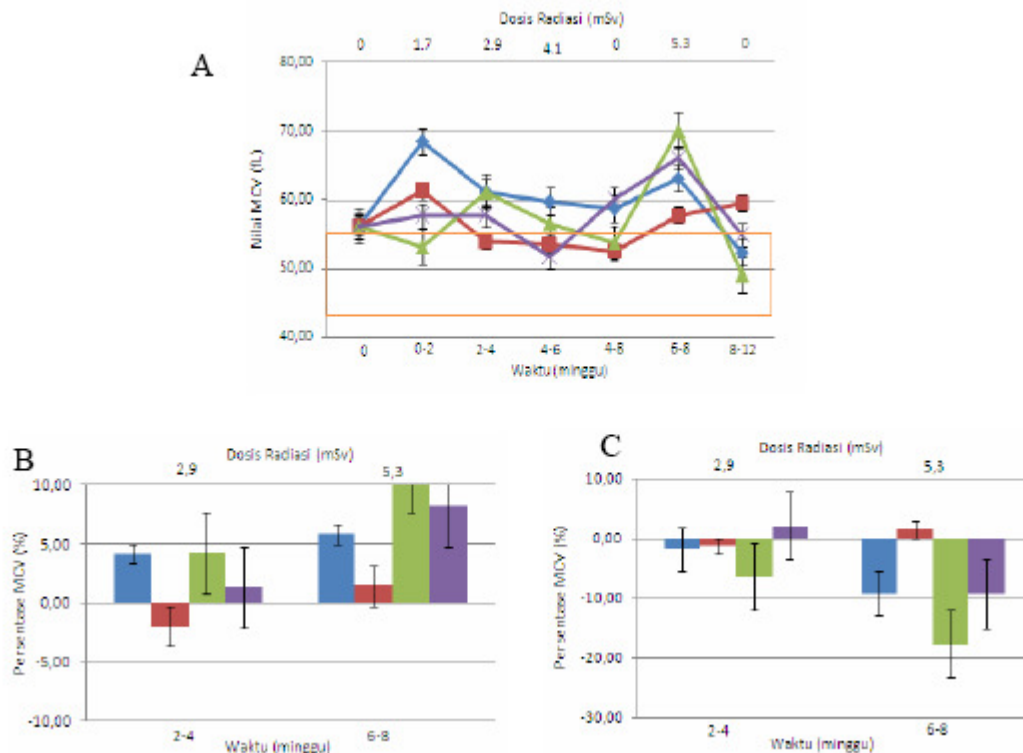 Dosis Radiasi (mSv)
0 1.7 2.9 4.1 0 5.3 0
A
80,00
70,00
60,00
50,00
40,00
Nilai MCV (fL)
0 0-2 2-4 4-6 4-8 6-8 8-12
Waktu (minggu)
B
Dosis Radiasi (mSv)
2,9 5,3
10,00
5,00
0,00
-5,00
-10,00
Persentase MCV (%)
2-4 6-8
Waktu (minggu)
C
Dosis Radiasi (mSv)
2,9 5,3
10,00
0,00
-10,00
-20,00
-30,00
Persentase MCV (%)
2-4 6-8
Waktu (minggu)